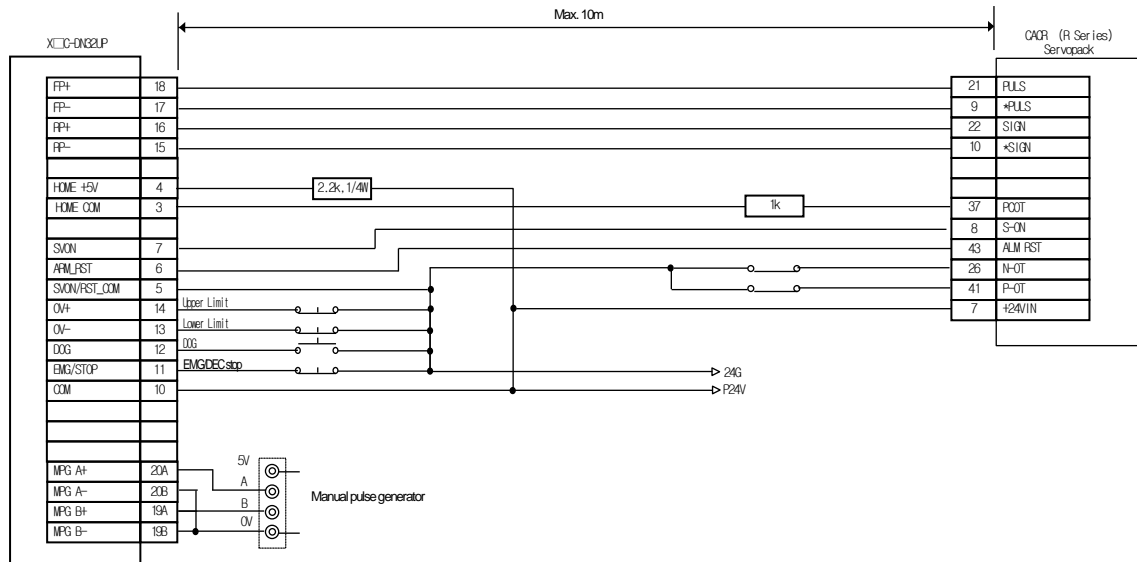 Max. 10m
X□C-DN32UP
CACR (R Series)
Servopack
FP+ 18
FP- 17
RP+ 16
RP- 15
HOME +5V 4
HOME COM 3
SVON 7
ARM_RST 6
SVON/RST_COM 5
OV+ 14
OV- 13
DOG 12
EMG/STOP 11
COM 10
MPG A+ 20A
MPG A- 20B
MPG B+ 19A
MPG B- 19B
2.2k, 1/4W
1k
Upper Limit
Lower Limit
DOG
EMG/DEC stop
24G
P24V
21 PULS
9 *PULS
22 SIGN
10 *SIGN
37 PCOT
8 S-ON
43 ALM RST
26 N-OT
41 P-OT
7 +24VIN
5V
A
B
0V
Manual pulse generator